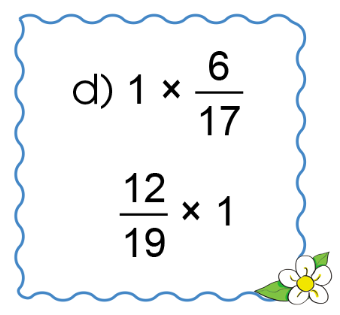 d) 1 × 6/17
12/19 × 1